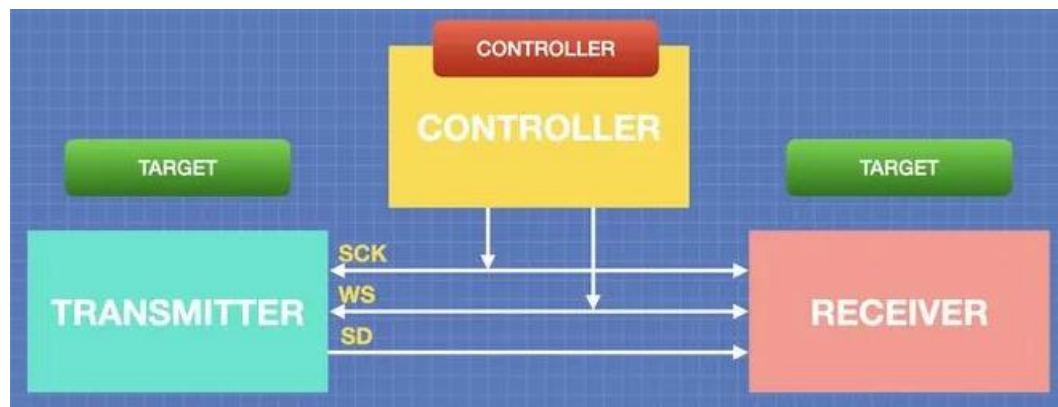 CONTROLLER
CONTROLLER
TARGET
TARGET
SCK
TRANSMITTER
WS
RECEIVER
SD